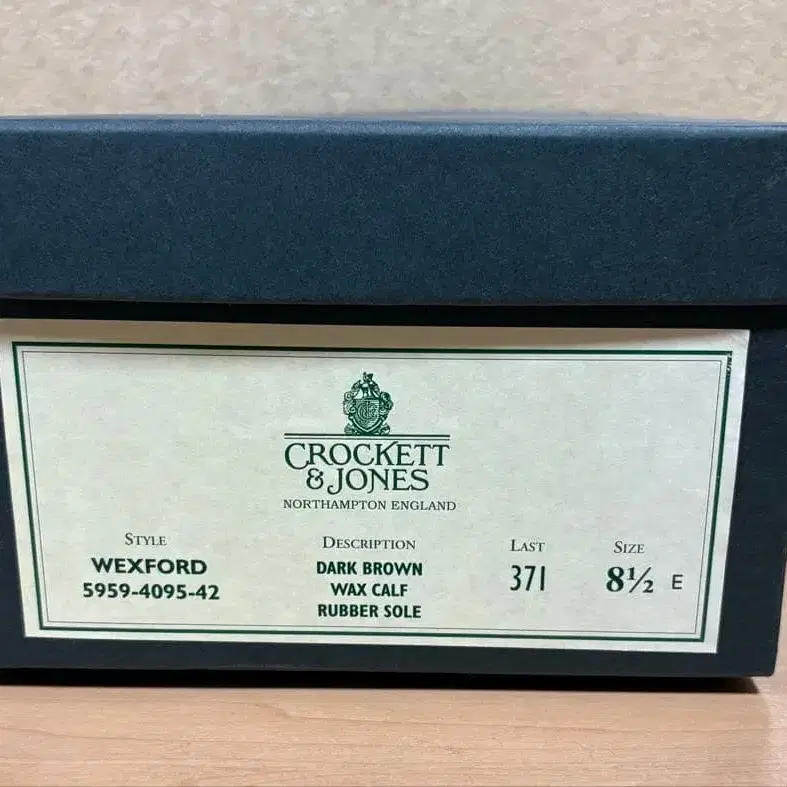 CROCKETT
& JONES
NORTHAMPTON ENGLAND
STYLE
WEXFORD
5959-4095-42
DESCRIPTION
DARK BROWN
WAX CALF
RUBBER SOLE
LAST
371
SIZE
8½ E